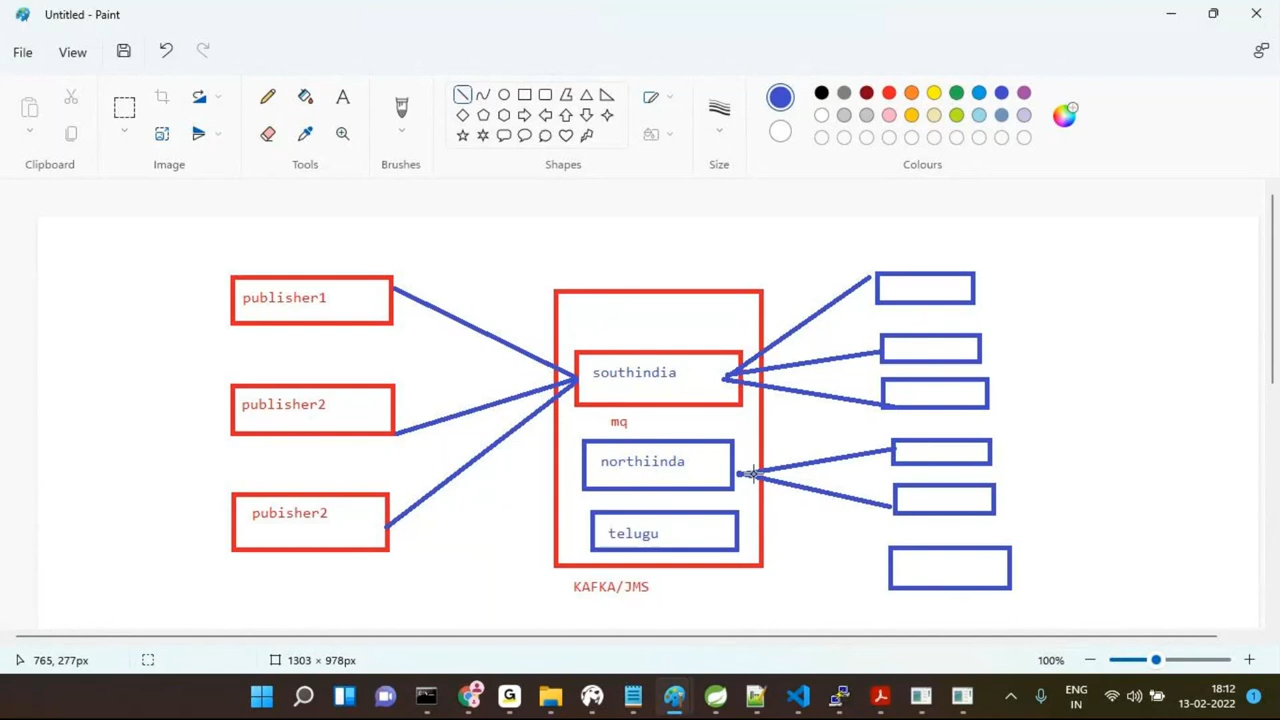 Untitled - Paint
File View
Clipboard Image Tools Brushes Shapes Size Colours
publisher1
publisher2
pubisher2
southindia
mq
northiinda
telugu
KAFKA/JMS
765, 277px 1303 × 978px 100%
ENG
IN
18:12
13-02-2022
1